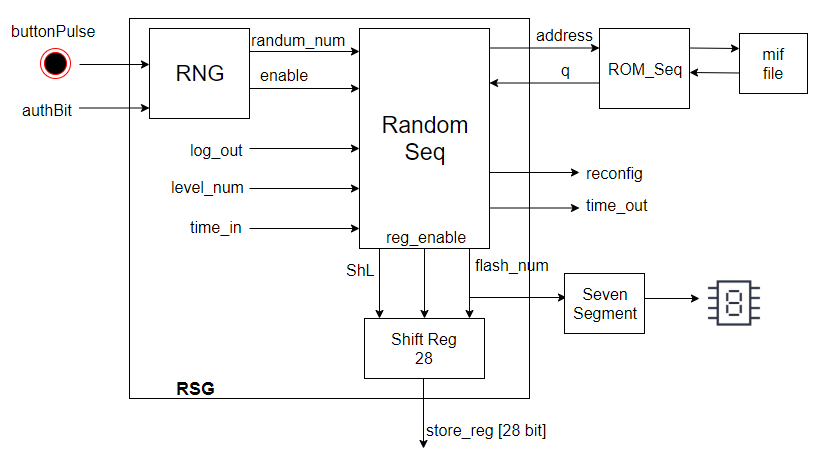 buttonPulse
authBit
RNG
randum_num
enable
log_out
level_num
time_in
Random
Seq
reg_enable
address
q
ROM_Seq
mif
file
reconfig
time_out
ShL
flash_num
Seven
Segment
Shift Reg
28
RSG
store_reg [28 bit]